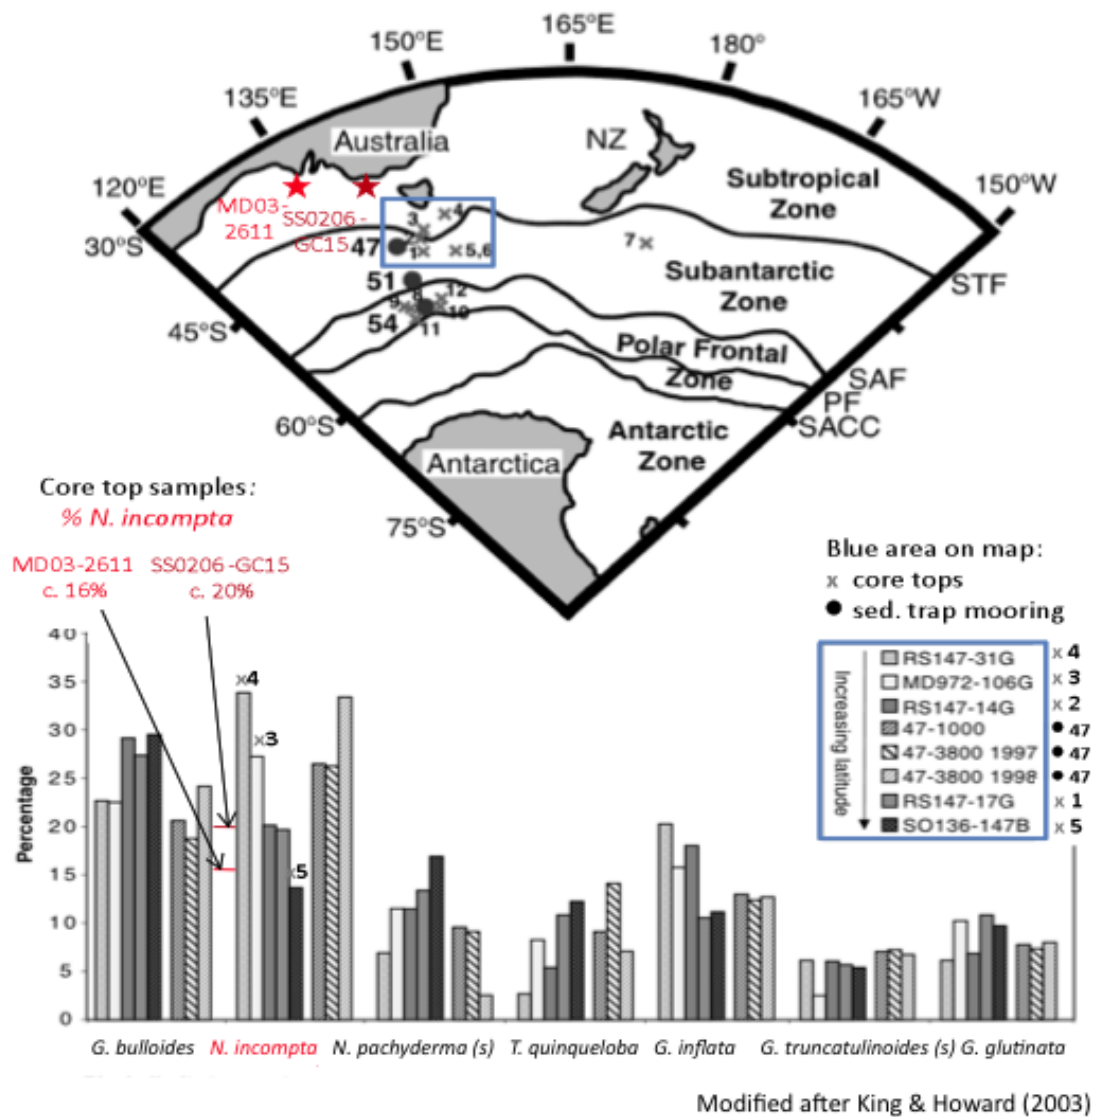 165°E
150°E
180°
135°E
165°W
Australia
NZ
120°E
Subtropical
Zone
150°W
MD03-
2611
SS0206 -
GC15
3
4
30°S
47
1
5,6
7
Subantarctic
Zone
STF
51
8
12
9
10
45°S
54
11
Polar Frontal
Zone
SAF
PF
SACC
60°S
Antarctic
Zone
Antarctica
75°S
Core top samples:
% N. incompta
MD03-2611
c. 16%
SS0206 -GC15
c. 20%
Blue area on map:
x core tops
● sed. trap mooring
Increasing latitude
RS147-31G x 4
MD972-106G x 3
RS147-14G x 2
47-1000 ● 47
47-3800 1997 ● 47
47-3800 1998 ● 47
RS147-17G x 1
SO136-147B x 5
Percentage
40
35
30
25
20
15
10
5
0
x4
x3
x5
G. bulloides
N. incompta
N. pachyderma (s)
T. quinqueloba
G. inflata
G. truncatulinoides (s)
G. glutinata
Modified after King & Howard (2003)